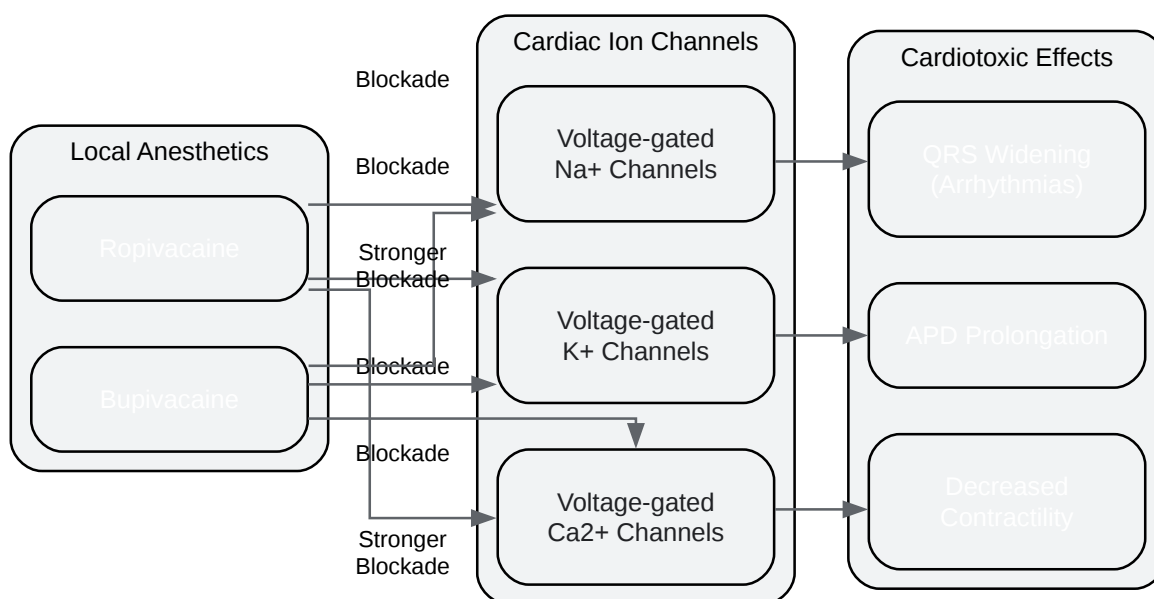 Local Anesthetics
Ropivacaine
Bupivacaine
Blockade
Blockade
Stronger
Blockade
Blockade
Blockade
Stronger
Blockade
Cardiac Ion Channels
Voltage-gated
Na+ Channels
Voltage-gated
K+ Channels
Voltage-gated
Ca2+ Channels
Cardiotoxic Effects
QRS Widening
(Arrhythmias)
APD Prolongation
Decreased
Contractility